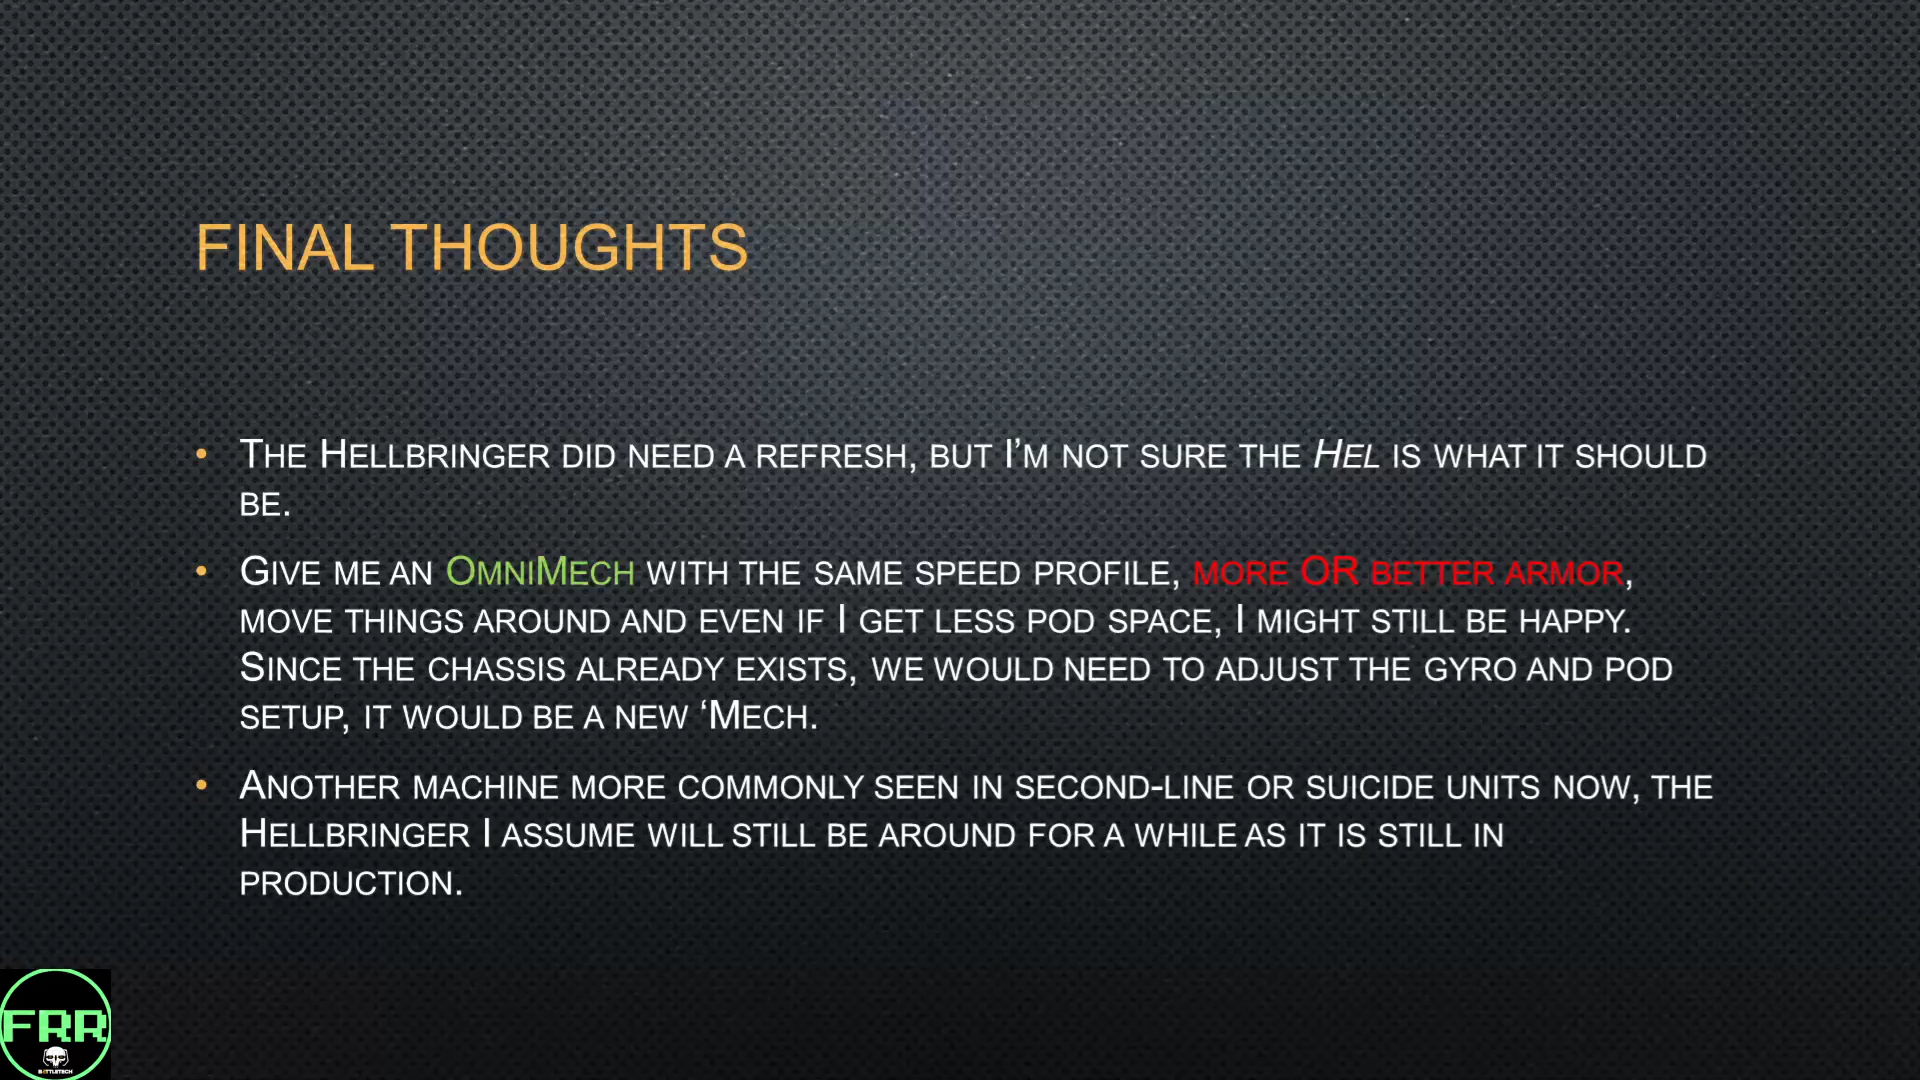 FINAL THOUGHTS
• THE HELLBRINGER DID NEED A REFRESH, BUT I’M NOT SURE THE HEL IS WHAT IT SHOULD
BE.
• GIVE ME AN OMNIMECH WITH THE SAME SPEED PROFILE, MORE OR BETTER ARMOR,
MOVE THINGS AROUND AND EVEN IF I GET LESS POD SPACE, I MIGHT STILL BE HAPPY.
SINCE THE CHASSIS ALREADY EXISTS, WE WOULD NEED TO ADJUST THE GYRO AND POD
SETUP, IT WOULD BE A NEW ‘MECH.
• ANOTHER MACHINE MORE COMMONLY SEEN IN SECOND-LINE OR SUICIDE UNITS NOW, THE
HELLBRINGER I ASSUME WILL STILL BE AROUND FOR A WHILE AS IT IS STILL IN
PRODUCTION.
FRR
BATTLETECH